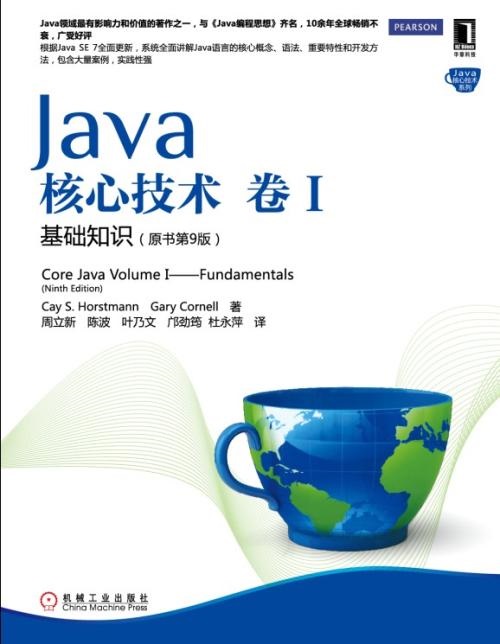 Java领域最有影响力和价值的著作之一，与《Java编程思想》齐名，10余年全球畅销不
衰，广受好评
根据Java SE 7全面更新，系统全面讲解Java语言的核心概念、语法、重要特性和开发方
法，包含大量案例，实践性强
PEARSON
华章科技
Java
核心技术
系列
Java
核心技术 卷 I
基础知识（原书第9版）
Core Java Volume I——Fundamentals
(Ninth Edition)
Cay S. Horstmann Gary Cornell 著
周立新 陈波 叶乃文 邝劲筠 杜永萍 译
机械工业出版社
China Machine Press